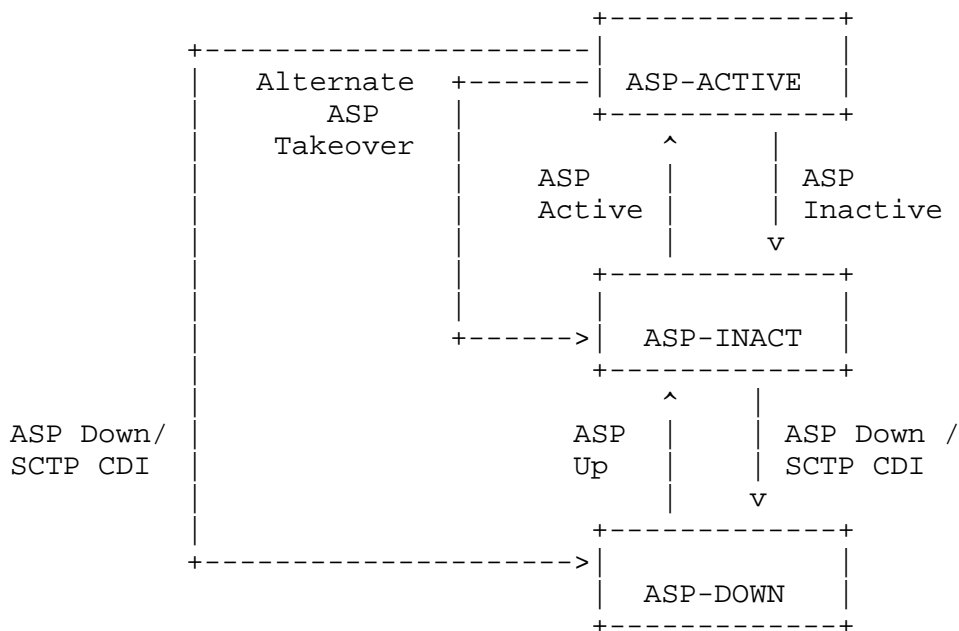 ASP-ACTIVE
Alternate
ASP
Takeover
ASP
Active
ASP
Inactive
ASP-INACT
ASP Down/
SCTP CDI
ASP
Up
ASP Down /
SCTP CDI
ASP-DOWN